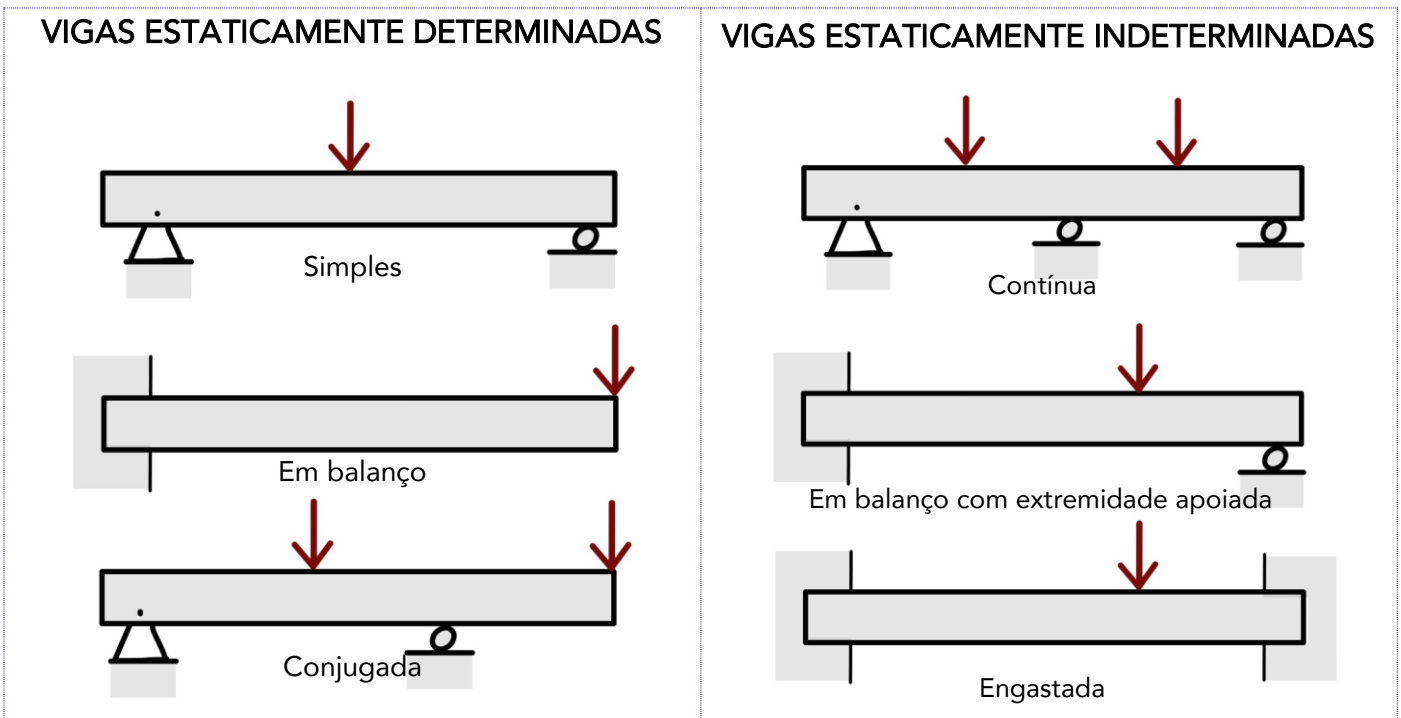 VIGAS ESTATICAMENTE DETERMINADAS
Simples
Em balanço
Conjugada
VIGAS ESTATICAMENTE INDETERMINADAS
Contínua
Em balanço com extremidade apoiada
Engastada